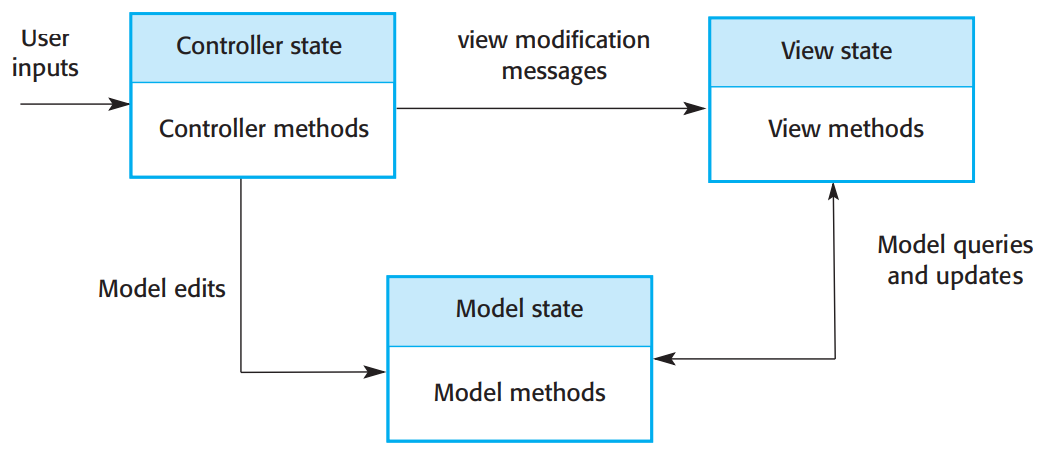 User
inputs
Controller state
Controller methods
view modification
messages
View state
View methods
Model edits
Model state
Model methods
Model queries
and updates